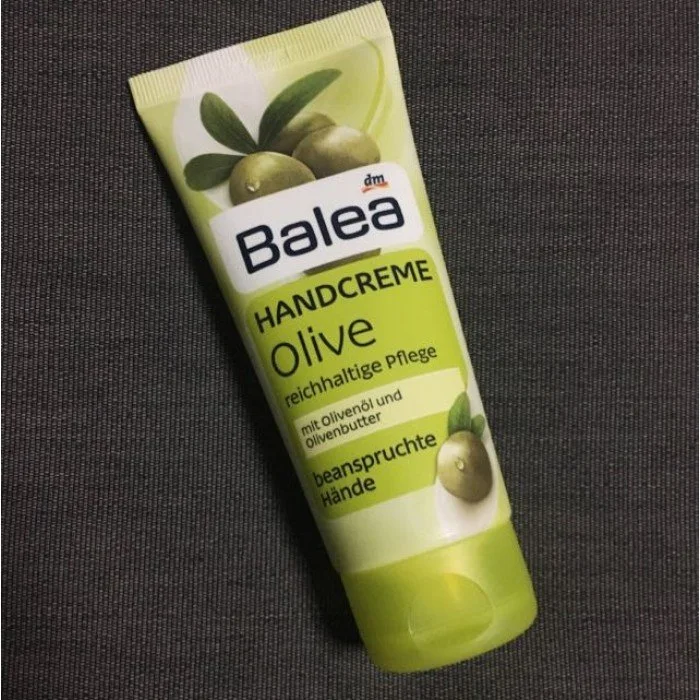 dm
Balea
HANDCREME
Olive
reichhaltige Pflege
mit Olivenöl und
Olivenbutter
beanspruchte
Hände